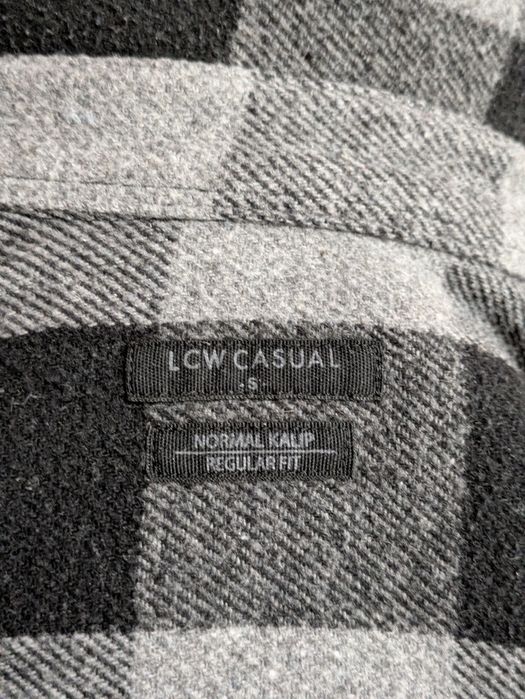 LCW CASUAL
-S-
NORMAL KALIP
REGULAR FIT